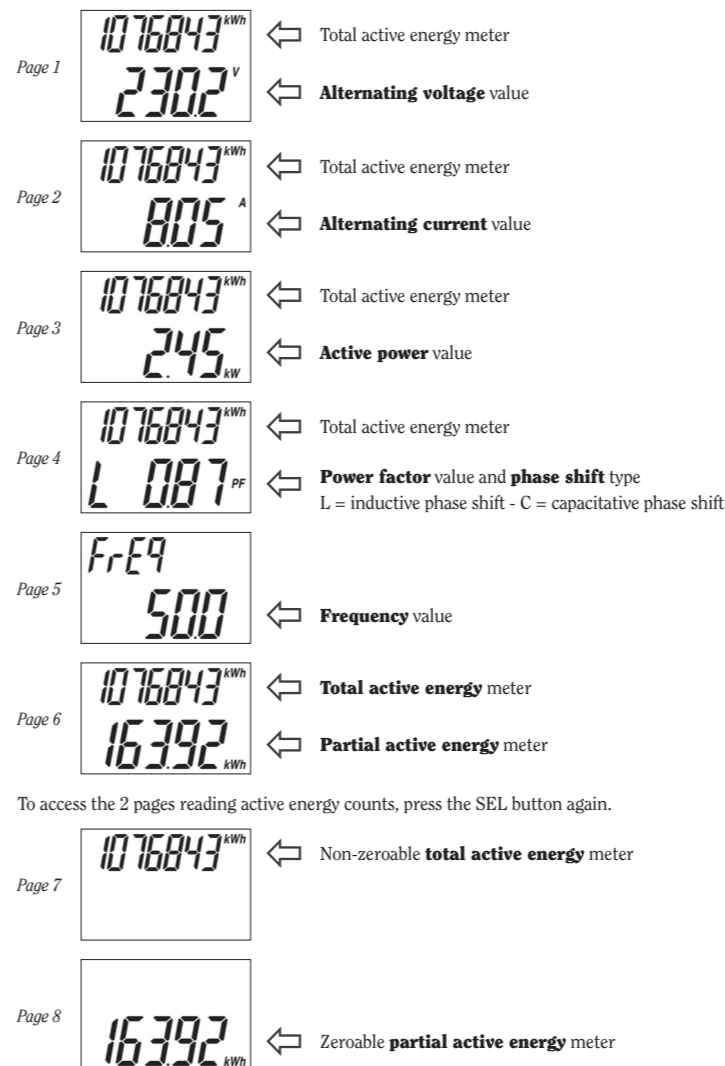 Page 1
1076843 kWh
Total active energy meter
230.2 V
Alternating voltage value
Page 2
1076843 kWh
Total active energy meter
8.05 A
Alternating current value
Page 3
1076843 kWh
Total active energy meter
2.45 kW
Active power value
Page 4
1076843 kWh
Total active energy meter
L 0.87 PF
Power factor value and phase shift type
L = inductive phase shift - C = capacitative phase shift
Page 5
FrEq
50.0
Frequency value
Page 6
1076843 kWh
Total active energy meter
163.92 kWh
Partial active energy meter
To access the 2 pages reading active energy counts, press the SEL button again.
Page 7
1076843 kWh
Non-zeroable total active energy meter
Page 8
163.92 kWh
Zeroable partial active energy meter